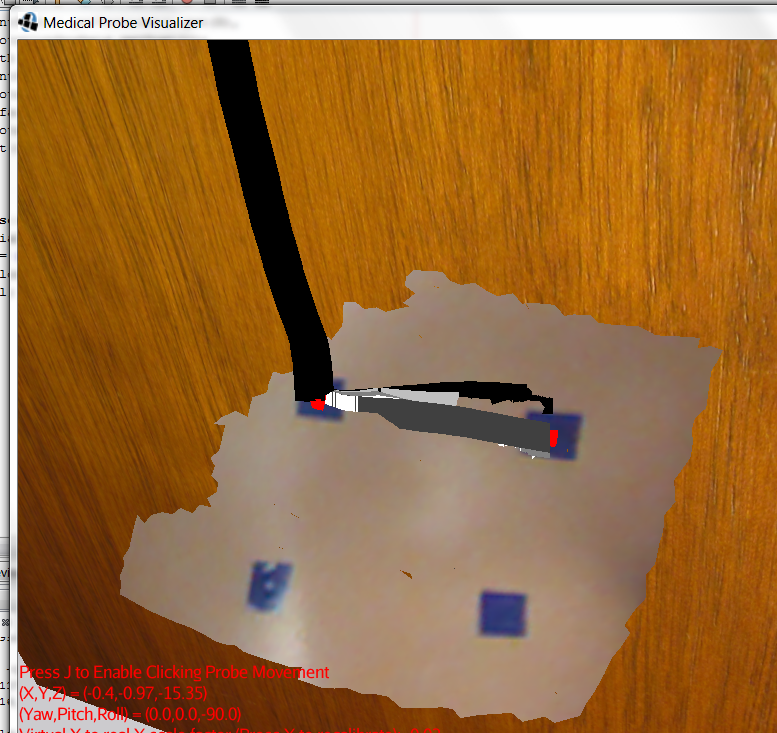 Medical Probe Visualizer
Press J to Enable Clicking Probe Movement
(X,Y,Z) = (-0.4,-0.97,-15.35)
(Yaw,Pitch,Roll) = (0.0,0.0,-90.0)